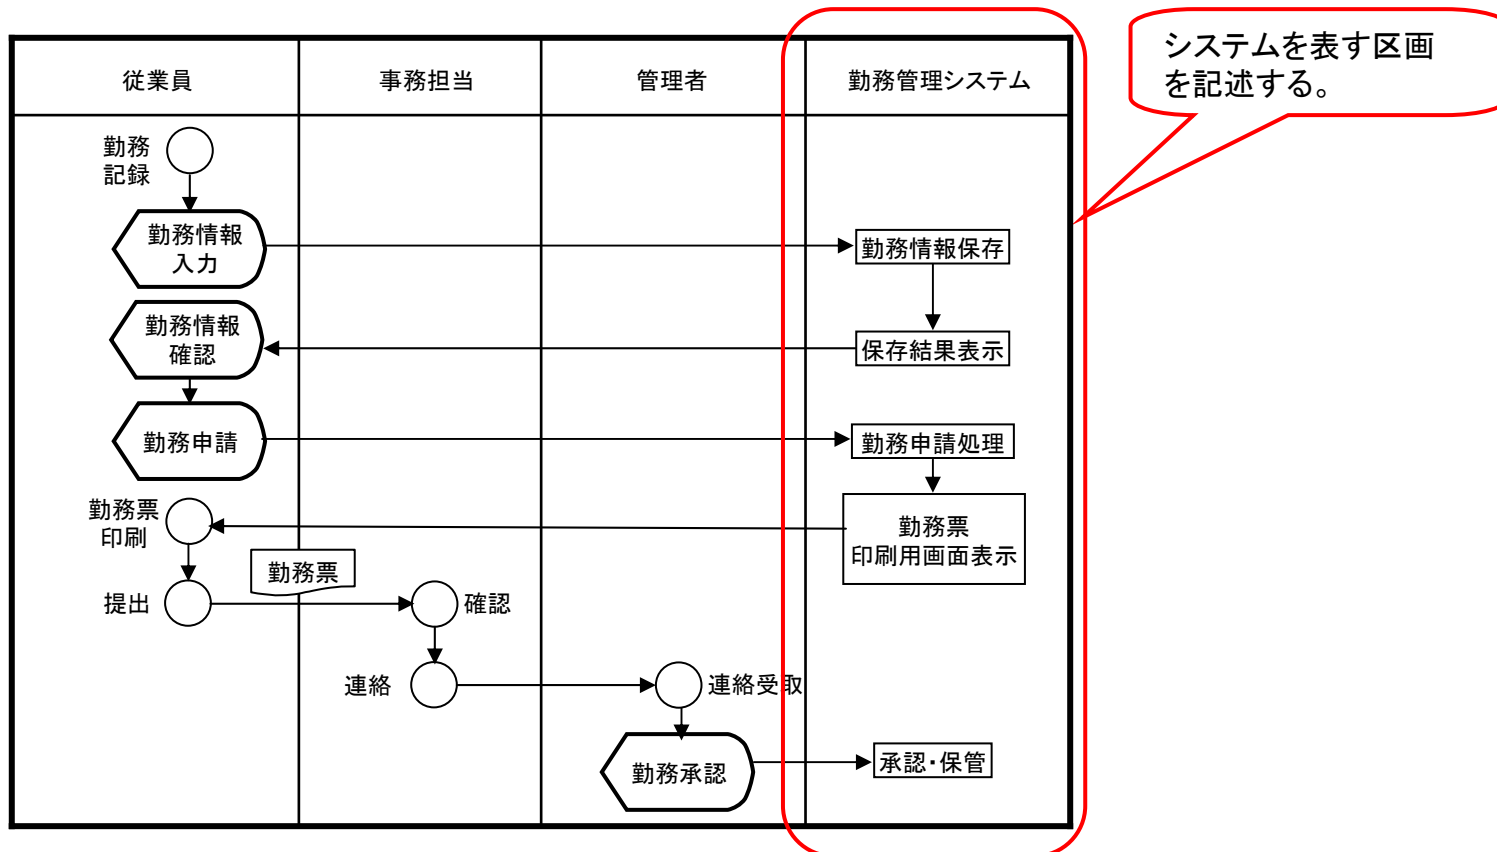 システムを表す区画
を記述する。
従業員
事務担当
管理者
勤務管理システム
勤務
記録
勤務情報
入力
勤務情報保存
勤務情報
確認
保存結果表示
勤務申請
勤務申請処理
勤務票
印刷
勤務票
印刷用画面表示
勤務票
提出
確認
連絡
連絡受取
勤務承認
承認・保管